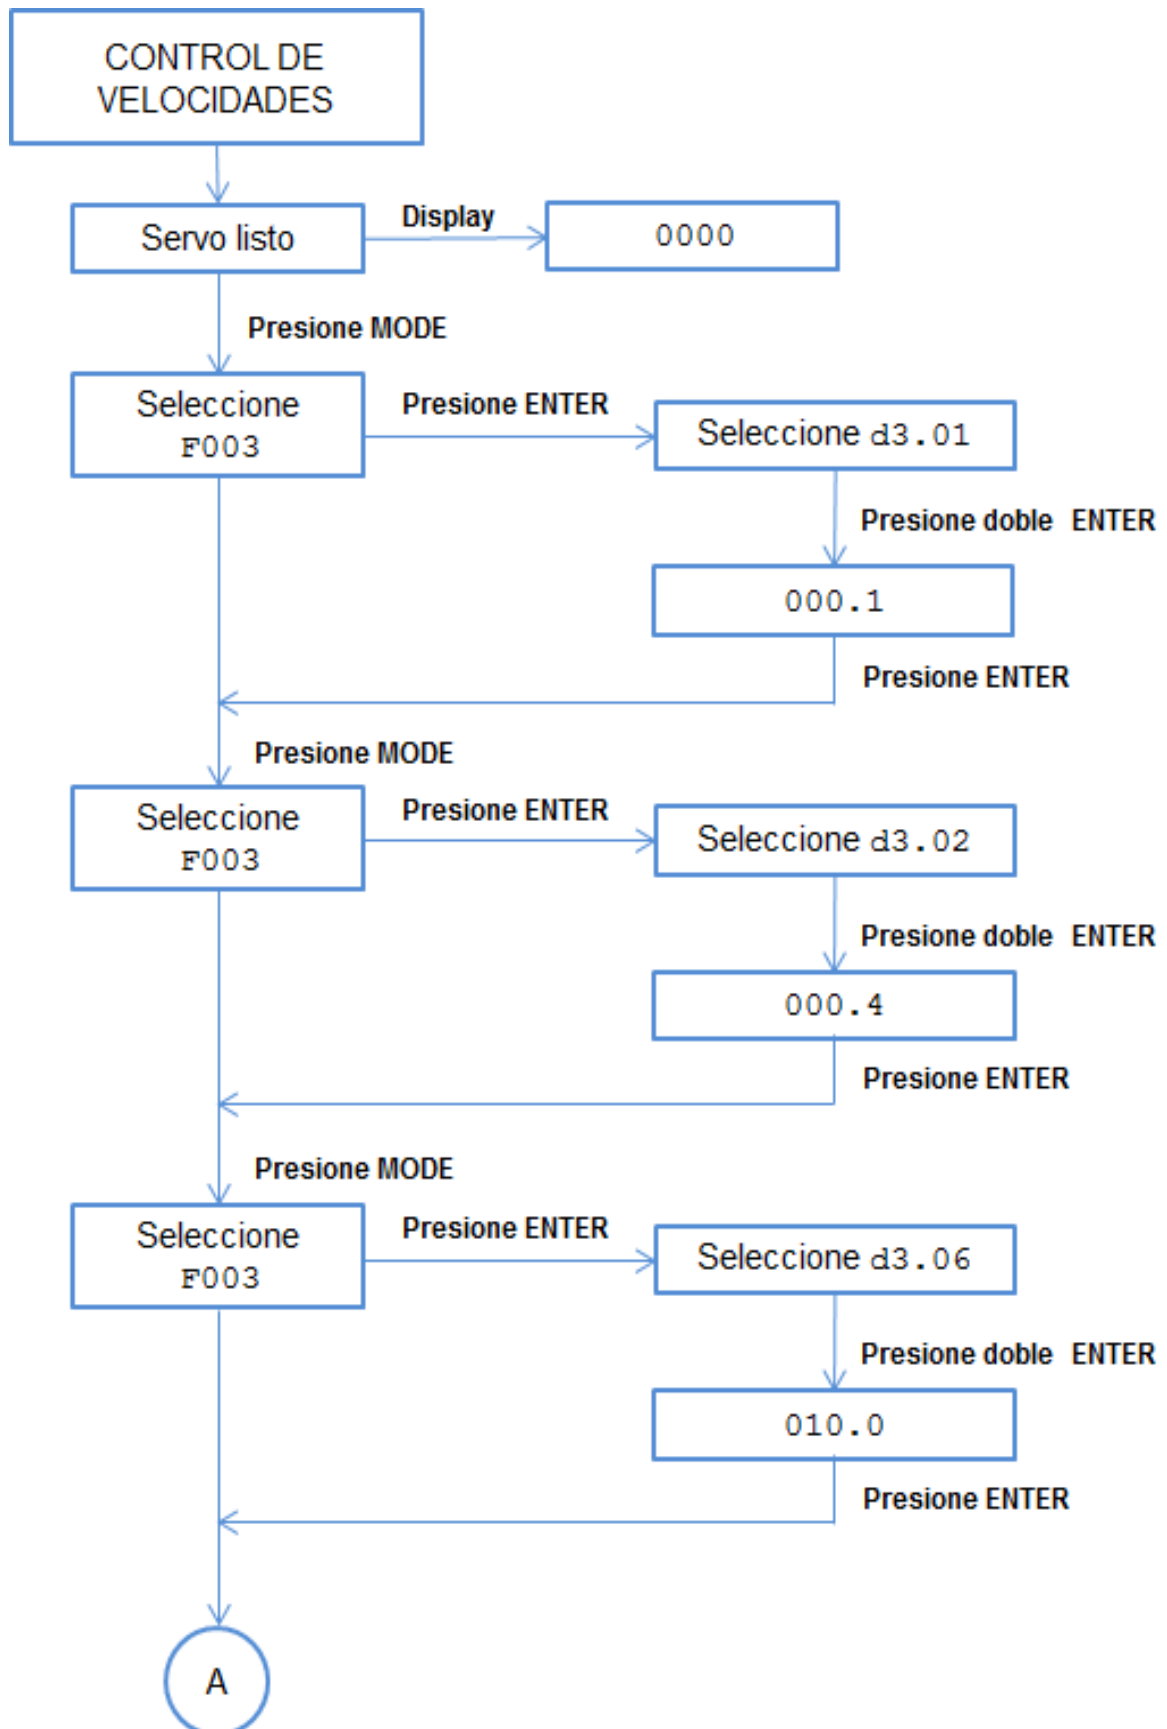 CONTROL DE
VELOCIDADES
Servo listo
Display
0000
Presione MODE
Seleccione
F003
Presione ENTER
Seleccione d3.01
Presione doble ENTER
000.1
Presione ENTER
Presione MODE
Seleccione
F003
Presione ENTER
Seleccione d3.02
Presione doble ENTER
000.4
Presione ENTER
Presione MODE
Seleccione
F003
Presione ENTER
Seleccione d3.06
Presione doble ENTER
010.0
Presione ENTER
A